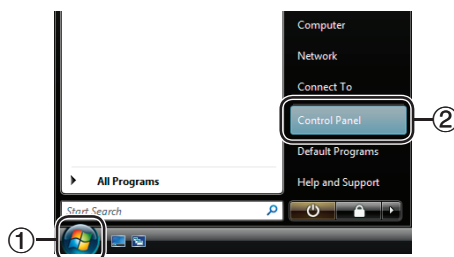 Computer
Network
Connect To
Control Panel
②
Default Programs
All Programs
Help and Support
Start Search
①